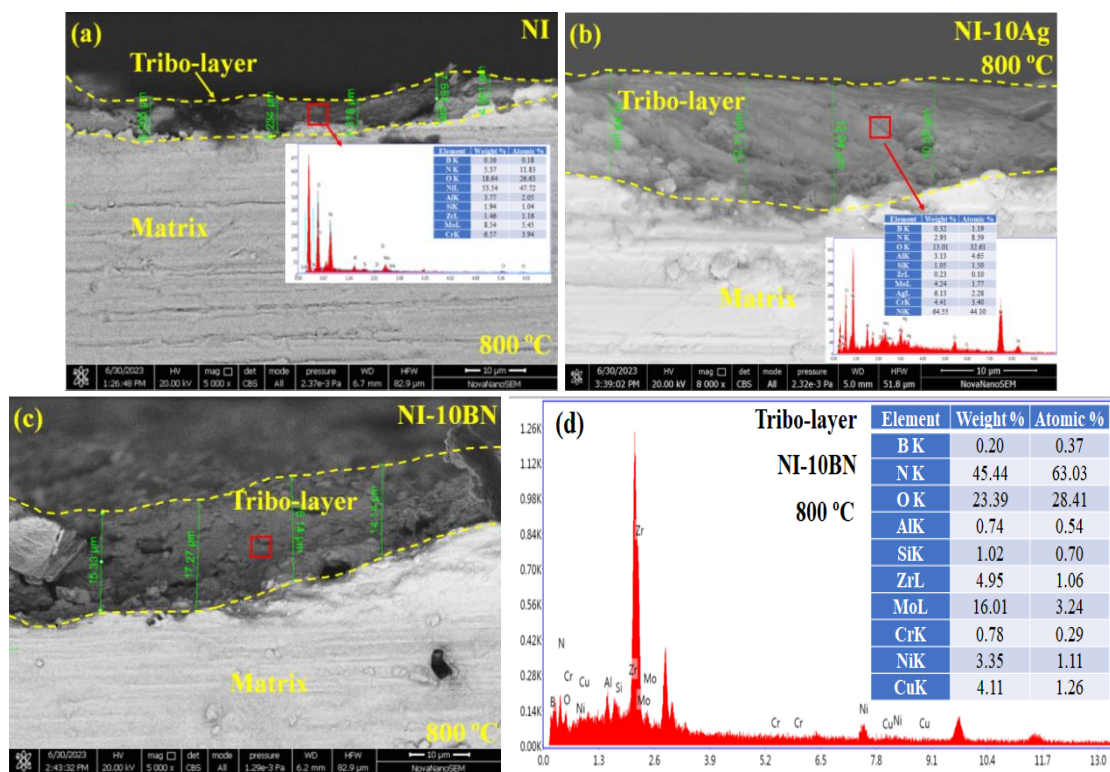 (a)
NI
Tribo-layer
Element Weight % Atomic %
B K 0.16 0.18
N K 5.37 11.83
O K 18.64 26.63
NiL 53.54 47.72
AlK 3.77 2.05
SiK 1.94 1.04
ZrL 1.46 1.16
MoL 8.54 5.45
CrK 6.57 3.94
Matrix
800 ºC
6/30/2023 HV mag det mode pressure WD HFW 10 µm
1:26:48 PM 20.00 kV 5 000 x CBS All 2.37e-3 Pa 6.7 mm 82.9 µm NovaNanoSEM
(b)
NI-10Ag
800 ºC
Tribo-layer
Element Weight % Atomic %
B K 0.32 1.19
N K 2.93 8.39
O K 13.01 32.61
AlK 3.13 4.65
SiK 1.05 1.50
ZrL 0.23 0.10
MoL 4.24 1.77
AgL 6.13 2.28
CrK 4.41 3.40
NiK 64.55 44.10
Matrix
6/30/2023 HV mag det mode pressure WD HFW 10 µm
3:39:02 PM 20.00 kV 8 000 x CBS All 2.32e-3 Pa 5.0 mm 51.8 µm NovaNanoSEM
(c)
NI-10BN
Tribo-layer
15.33 µm
17.27 µm
14.14 µm
Matrix
800 ºC
6/30/2023 HV mag det mode pressure WD HFW 10 µm
2:43:32 PM 20.00 kV 5 000 x CBS All 1.29e-3 Pa 6.2 mm 82.9 µm NovaNanoSEM
(d)
Tribo-layer
NI-10BN
800 ºC
Element Weight % Atomic %
B K 0.20 0.37
N K 45.44 63.03
O K 23.39 28.41
AlK 0.74 0.54
SiK 1.02 0.70
ZrL 4.95 1.06
MoL 16.01 3.24
CrK 0.78 0.29
NiK 3.35 1.11
CuK 4.11 1.26
1.26K
1.12K
0.98K
0.84K
0.70K
0.56K
0.42K
0.28K
0.14K
0.00K
Zr
N
Cr
Cu
B
O
Ni
Al
Si
Zr
Mo
Mo
Cr
Cr
Ni
Cu
Ni
Cu
0.0 1.3 2.6 3.9 5.2 6.5 7.8 9.1 10.4 11.7 13.0